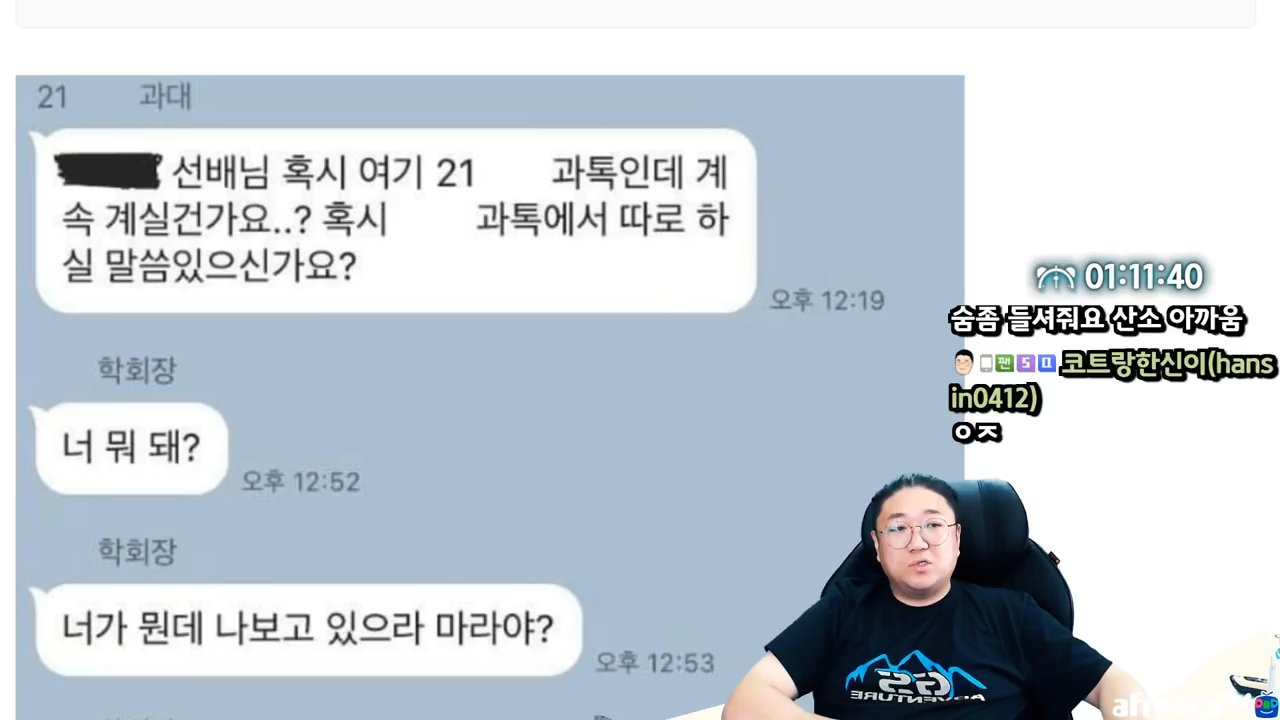 21 과대
선배님 혹시 여기 21 과톡인데 계
속 계실건가요..? 혹시 과톡에서 따로 하
실 말씀있으신가요?
오후 12:19
학회장
너 뭐 돼?
오후 12:52
학회장
너가 뭔데 나보고 있으라 마라야?
오후 12:53
01:11:40
숨좀 들셔줘요 산소 아까움
팬 5 코트랑한신이(hans
in0412)
ㅇㅈ
GS
ADVENTURE